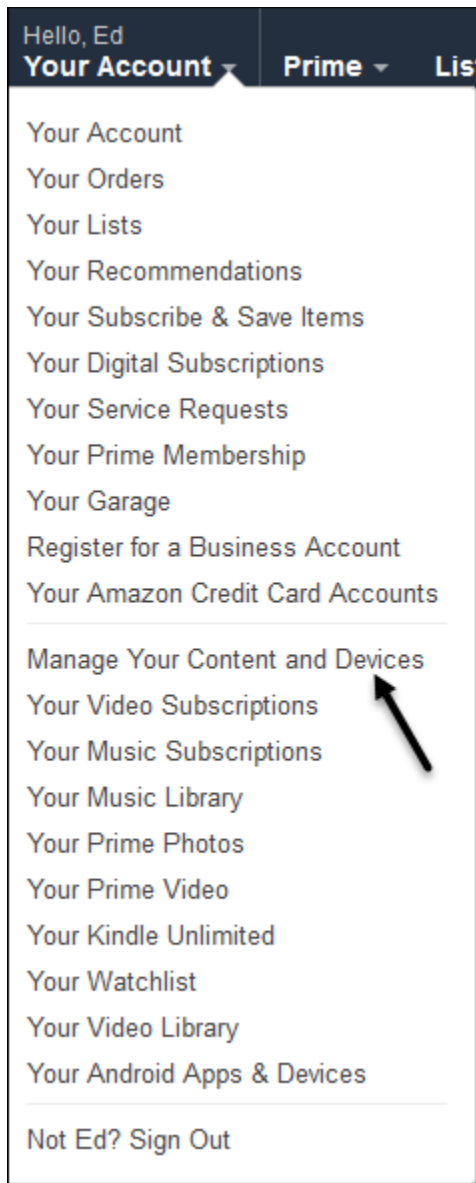 Hello, Ed
Your Account Prime Lis
Your Account
Your Orders
Your Lists
Your Recommendations
Your Subscribe & Save Items
Your Digital Subscriptions
Your Service Requests
Your Prime Membership
Your Garage
Register for a Business Account
Your Amazon Credit Card Accounts
Manage Your Content and Devices
Your Video Subscriptions
Your Music Subscriptions
Your Music Library
Your Prime Photos
Your Prime Video
Your Kindle Unlimited
Your Watchlist
Your Video Library
Your Android Apps & Devices
Not Ed? Sign Out